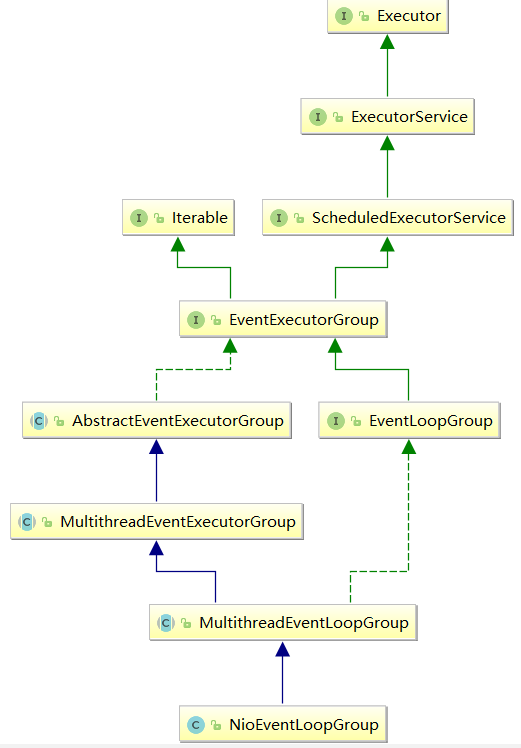 I Executor
I ExecutorService
I Iterable
I ScheduledExecutorService
I EventExecutorGroup
C AbstractEventExecutorGroup
I EventLoopGroup
C MultithreadEventExecutorGroup
C MultithreadEventLoopGroup
C NioEventLoopGroup